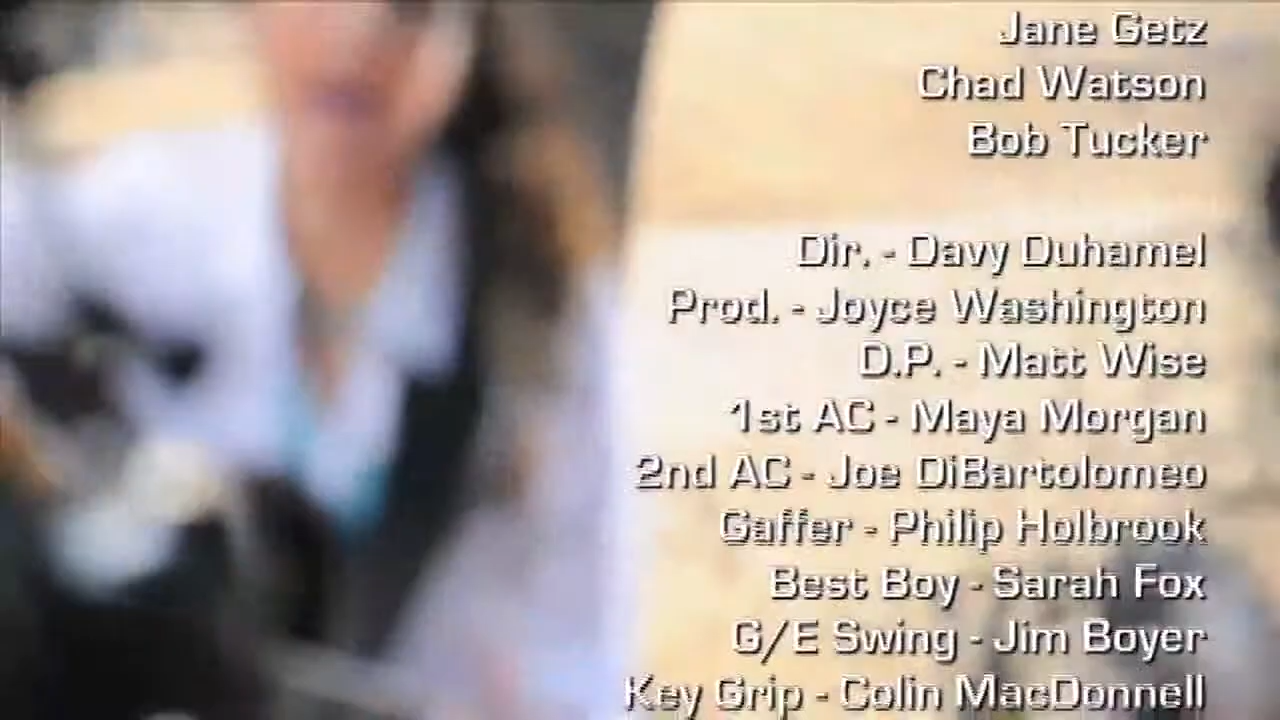 Jane Getz
Chad Watson
Bob Tucker
Dir. - Davy Duhamel
Prod. - Joyce Washington
D.P. - Matt Wise
1st AC - Maya Morgan
2nd AC - Joe DiBartolomeo
Gaffer - Philip Holbrook
Best Boy - Sarah Fox
G/E Swing - Jim Boyer
Key Grip - Colin MacDonnell